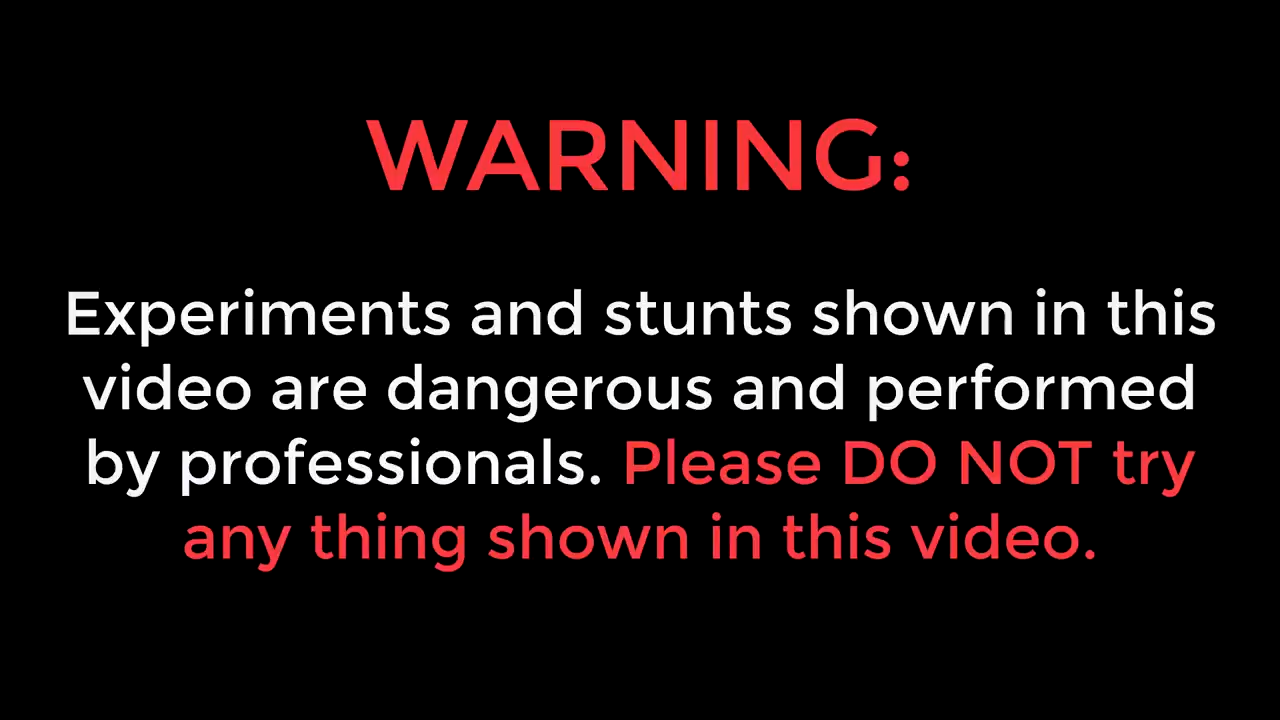 WARNING:
Experiments and stunts shown in this
video are dangerous and performed
by professionals. Please DO NOT try
any thing shown in this video.